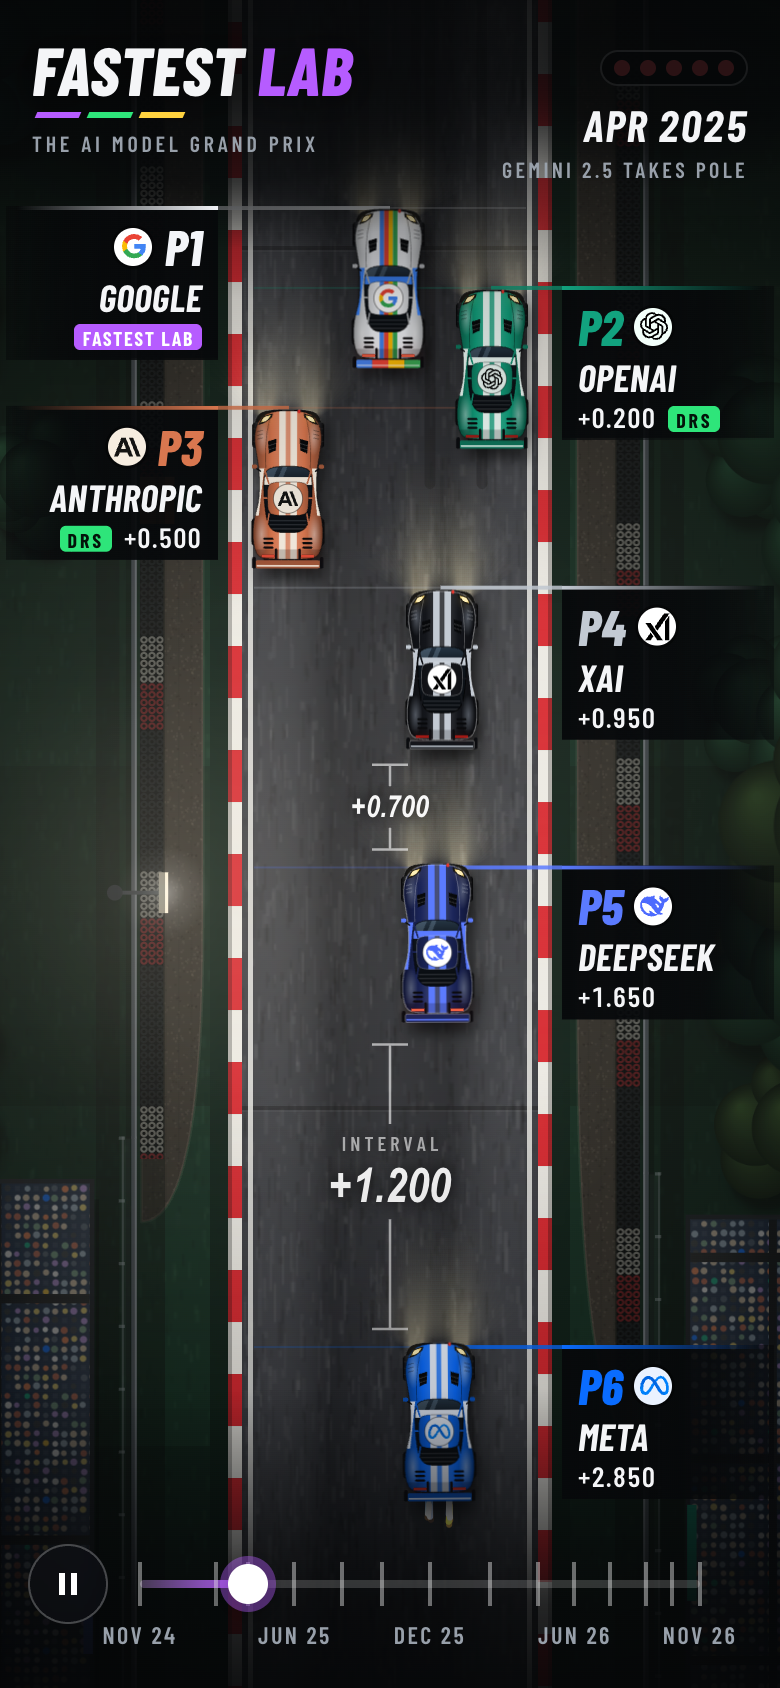 FASTEST LAB
THE AI MODEL GRAND PRIX
APR 2025
GEMINI 2.5 TAKES POLE
P1
GOOGLE
FASTEST LAB
P2
OPENAI
+0.200 DRS
P3
ANTHROPIC
DRS +0.500
P4
XAI
+0.950
+0.700
P5
DEEPSEEK
+1.650
INTERVAL
+1.200
P6
META
+2.850
NOV 24 JUN 25 DEC 25 JUN 26 NOV 26